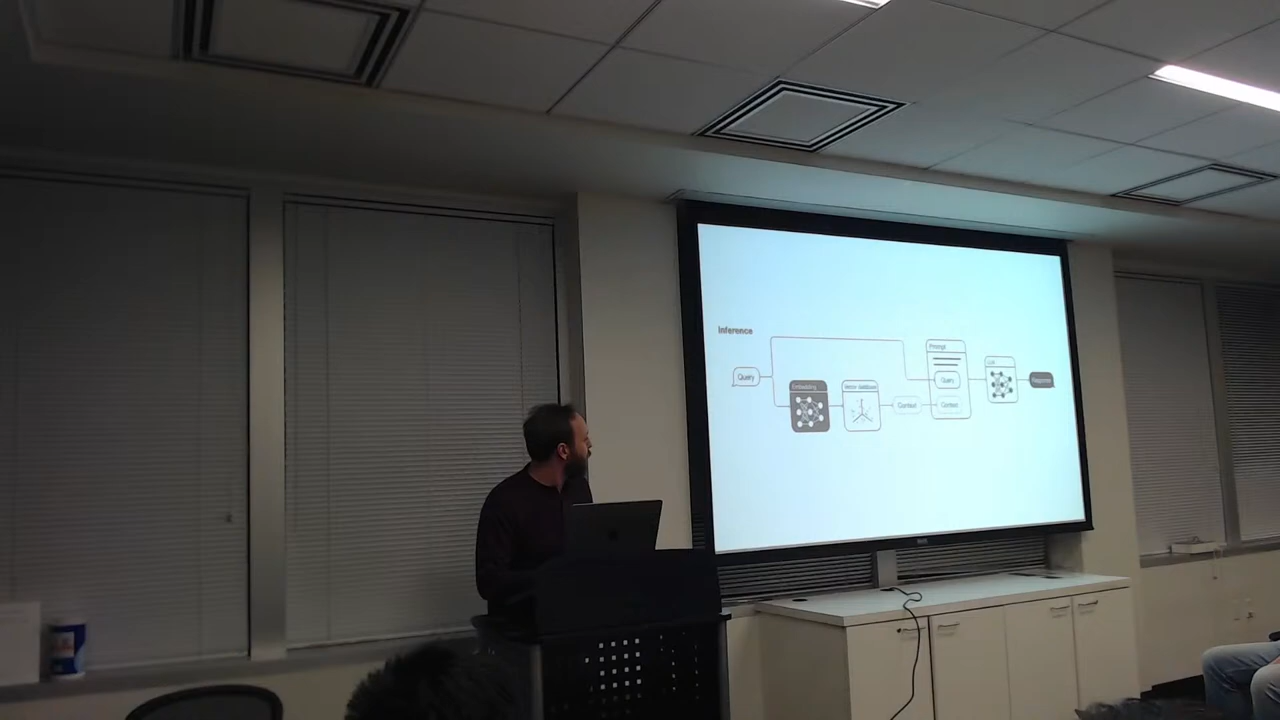 Inference
Query
Embedding
Vector database
Context
Prompt
Query
Context
LLM
Response